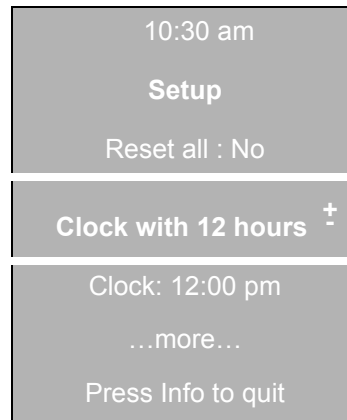 10:30 am
Setup
Reset all : No
Clock with 12 hours +
-
Clock: 12:00 pm
…more…
Press Info to quit